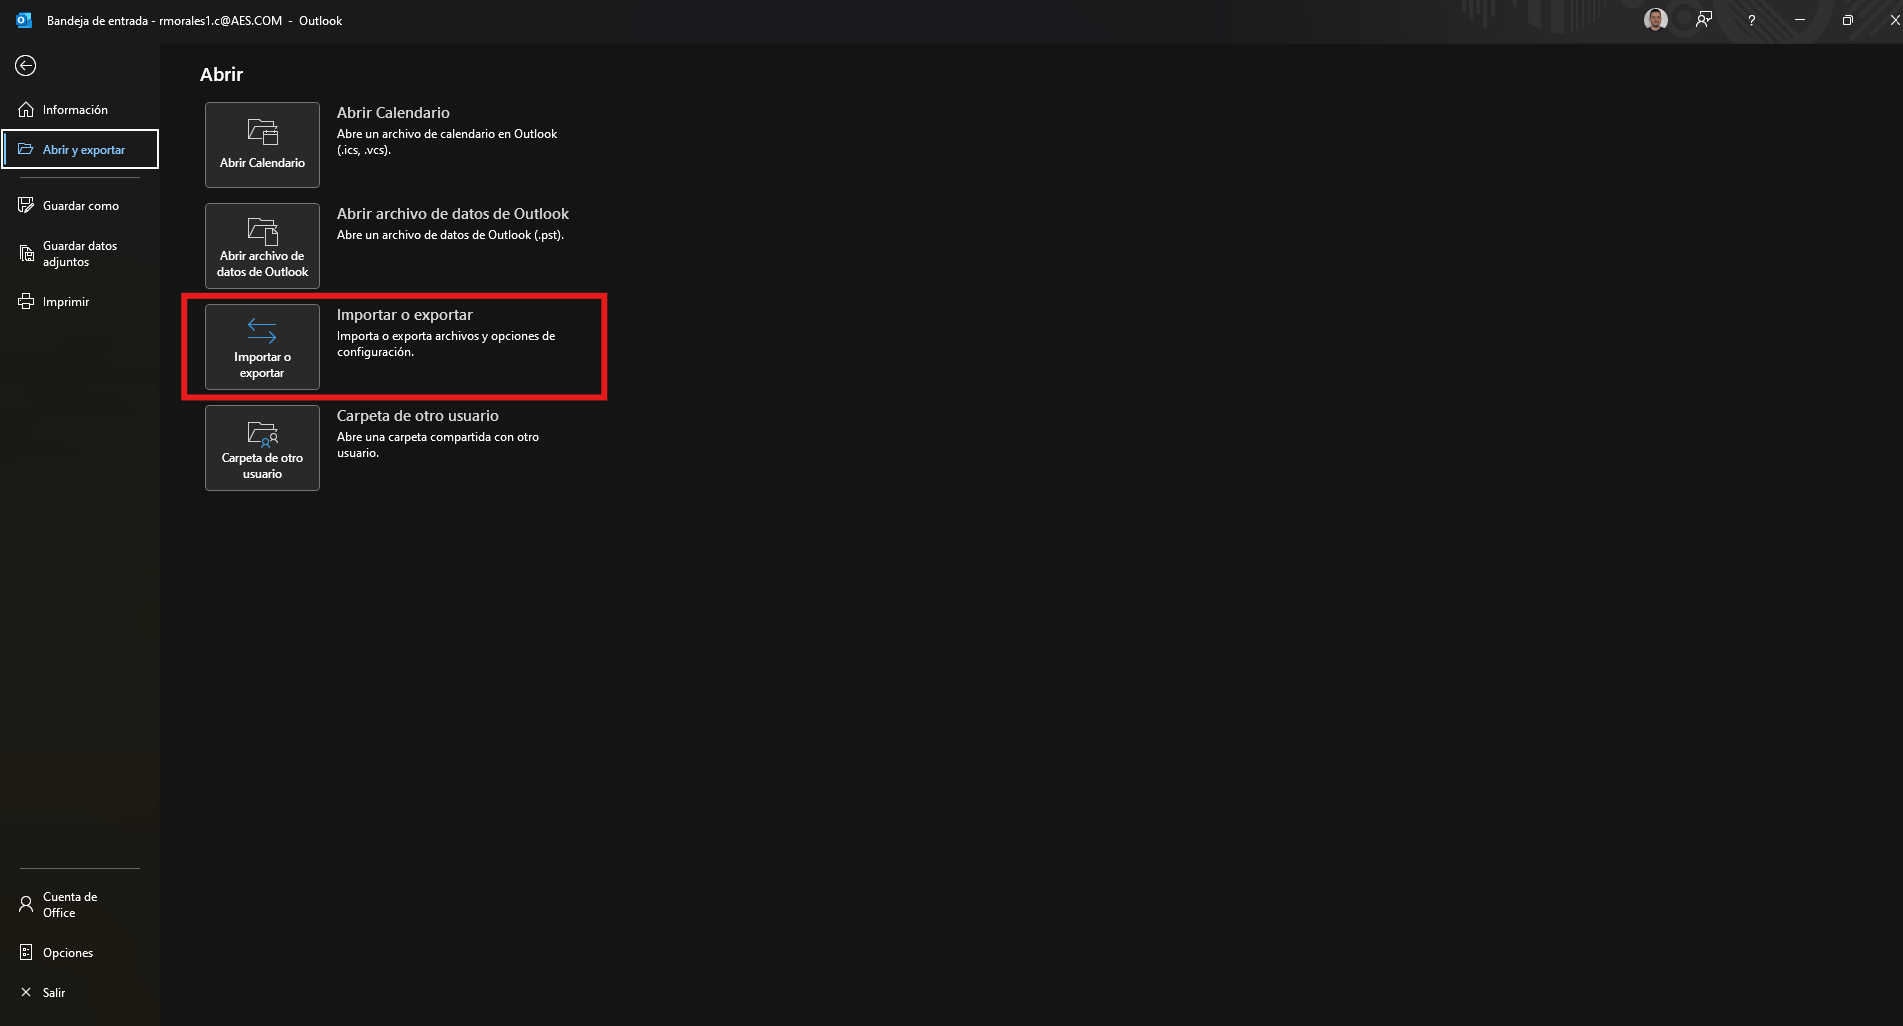 Bandeja de entrada - rmorales1.c@AES.COM - Outlook
?
Información
Abrir y exportar
Guardar como
Guardar datos
adjuntos
Imprimir
Cuenta de
Office
Opciones
Salir
Abrir
Abrir Calendario
Abrir Calendario
Abre un archivo de calendario en Outlook
(.ics, .vcs).
Abrir archivo de
datos de Outlook
Abrir archivo de datos de Outlook
Abre un archivo de datos de Outlook (.pst).
Importar o
exportar
Importar o exportar
Importa o exporta archivos y opciones de
configuración.
Carpeta de otro
usuario
Carpeta de otro usuario
Abre una carpeta compartida con otro
usuario.